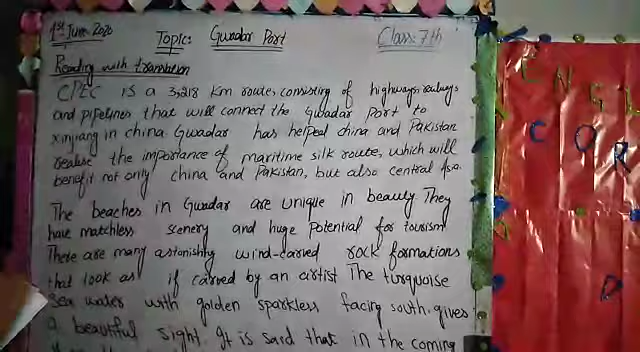 1st June 2020
Topic: Gwadar Port
Class: 7th
Reading with translation
CPEC is a 3,218 km route, consisting of highways, railways
and pipelines that will connect the Gwadar Port to
xinjiang in china. Gwadar has helped china and Pakistan
realise the importance of maritime silk route, which will
benefit not only china and Pakistan, but also central Asia.
The beaches in Gwadar are unique in beauty. They
have matchless scenery and huge Potential for tourism
There are many astonishing wind-carved rock formations
that look as if carved by an artist The turquoise
Sea water with golden sparkless facing south, gives
a beautiful sight. It is said that in the coming
ENGL
CORR
D